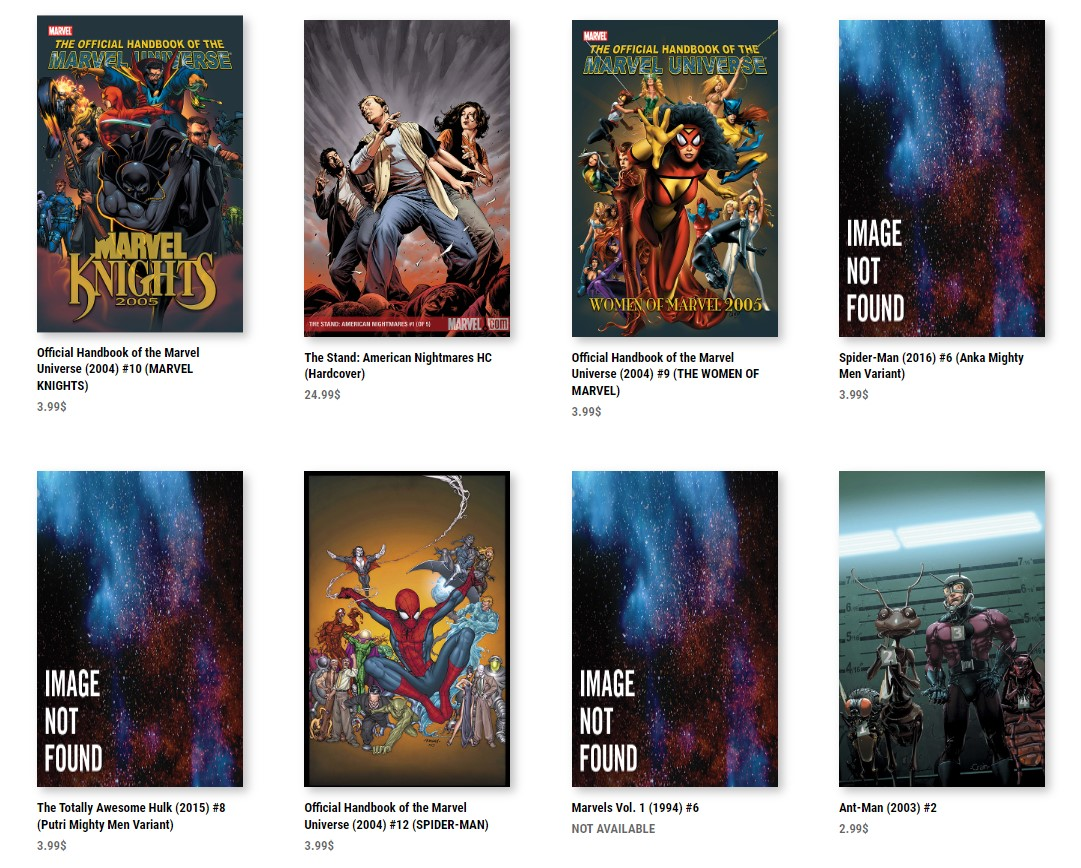 MARVEL
THE OFFICIAL HANDBOOK OF THE
MARVEL UNIVERSE
MARVEL
KNIGHTS
2005
Official Handbook of the Marvel
Universe (2004) #10 (MARVEL
KNIGHTS)
3.99$
THE STAND: AMERICAN NIGHTMARES #1 (OF 5)
MARVEL.com
The Stand: American Nightmares HC
(Hardcover)
24.99$
MARVEL
THE OFFICIAL HANDBOOK OF THE
MARVEL UNIVERSE
WOMEN OF MARVEL 2005
Official Handbook of the Marvel
Universe (2004) #9 (THE WOMEN OF
MARVEL)
3.99$
IMAGE
NOT
FOUND
Spider-Man (2016) #6 (Anka Mighty
Men Variant)
3.99$
IMAGE
NOT
FOUND
The Totally Awesome Hulk (2015) #8
(Putri Mighty Men Variant)
3.99$
Official Handbook of the Marvel
Universe (2004) #12 (SPIDER-MAN)
3.99$
IMAGE
NOT
FOUND
Marvels Vol. 1 (1994) #6
NOT AVAILABLE
2
3
Ant-Man (2003) #2
2.99$